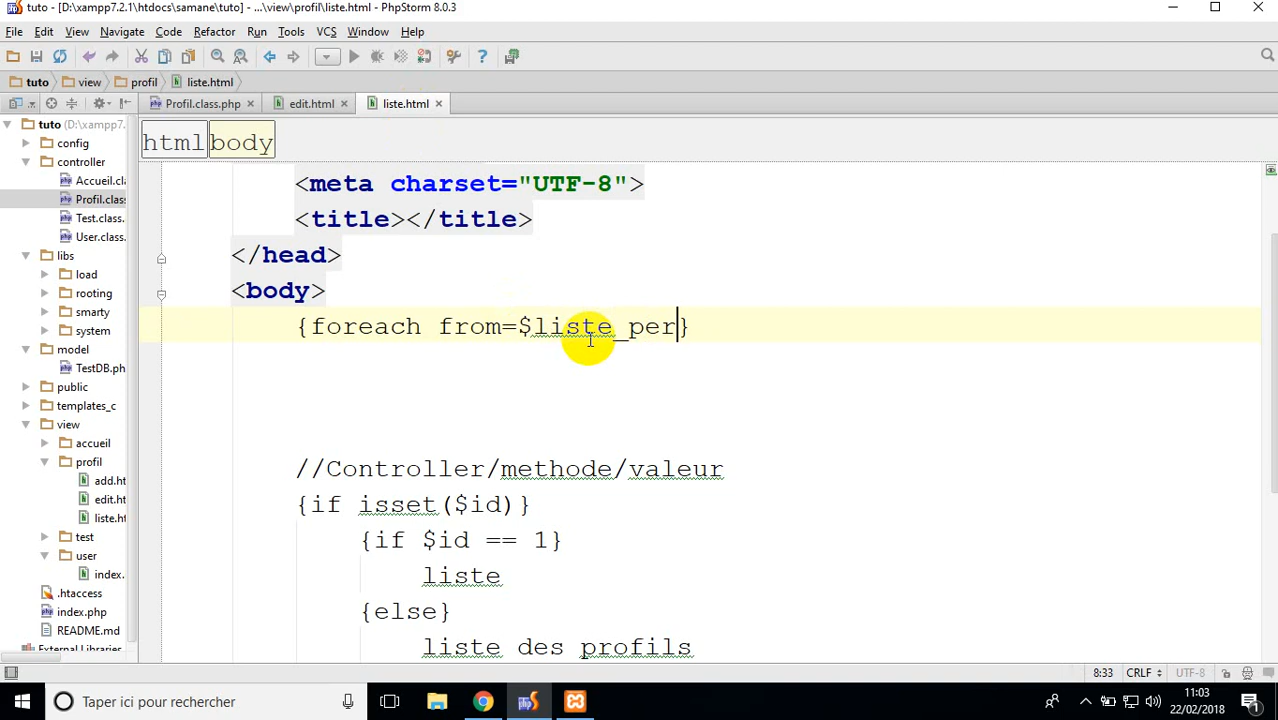 tuto - [D:\xampp7.2.1\htdocs\samane\tuto] - ...\view\profil\liste.html - PhpStorm 8.0.3
File Edit View Navigate Code Refactor Run Tools VCS Window Help
tuto view profil liste.html
Profil.class.php edit.html liste.html
tuto (D:\xampp7.
config
controller
Accueil.cl
Profil.class
Test.class.
User.class.
libs
load
rooting
smarty
system
model
TestDB.ph
public
templates_c
view
accueil
profil
add.ht
edit.ht
liste.ht
test
user
index.
.htaccess
index.php
README.md
External Libraries
html body
<meta charset="UTF-8">
<title></title>
</head>
<body>
{foreach from=$liste_per}
//Controller/methode/valeur
{if isset($id)}
{if $id == 1}
liste
{else}
liste des profils
8:33 CRLF UTF-8
Taper ici pour rechercher
11:03
22/02/2018
1